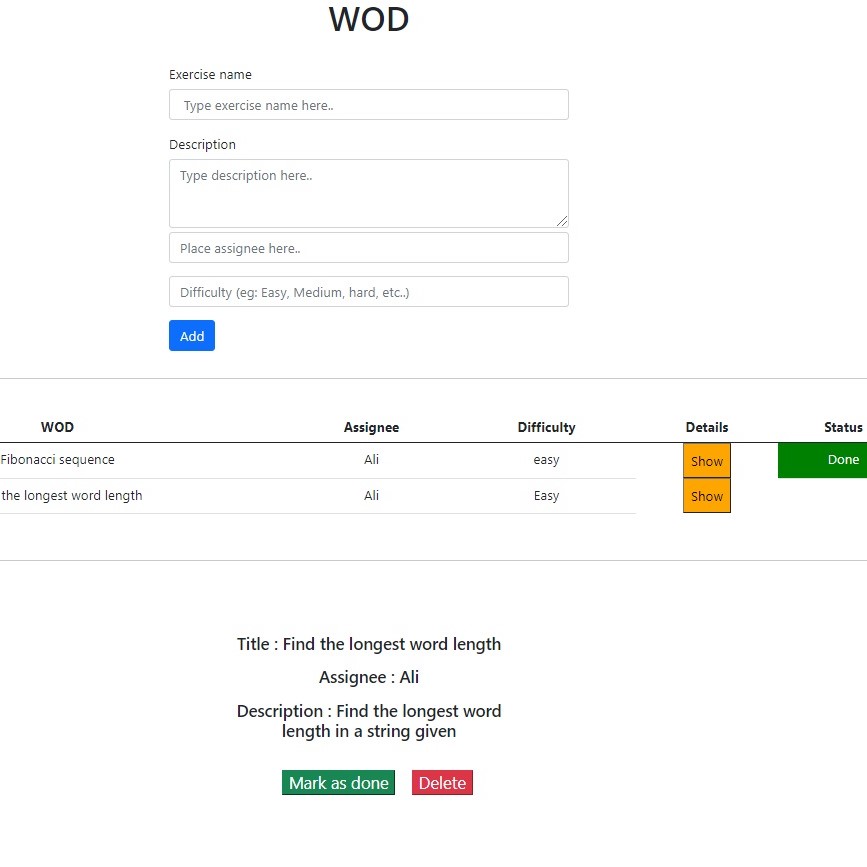 WOD
Exercise name
Type exercise name here..
Description
Type description here..
Place assignee here..
Difficulty (eg: Easy, Medium, hard, etc..)
Add
WOD Assignee Difficulty Details Status
Fibonacci sequence Ali easy Show Done
the longest word length Ali Easy Show
Title : Find the longest word length
Assignee : Ali
Description : Find the longest word
length in a string given
Mark as done Delete